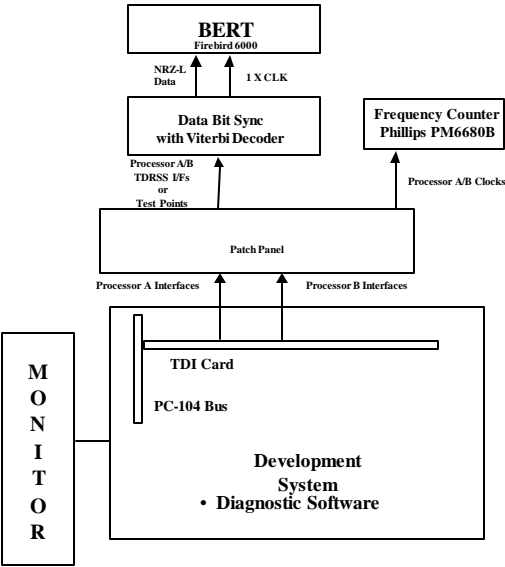 BERT
Firebird 6000
NRZ-L
Data
1 X CLK
Data Bit Sync
with Viterbi Decoder
Frequency Counter
Phillips PM6680B
Processor A/B
TDRSS I/Fs
or
Test Points
Processor A/B Clocks
Patch Panel
Processor A Interfaces
Processor B Interfaces
TDI Card
PC-104 Bus
M
O
N
I
T
O
R
Development
System
• Diagnostic Software